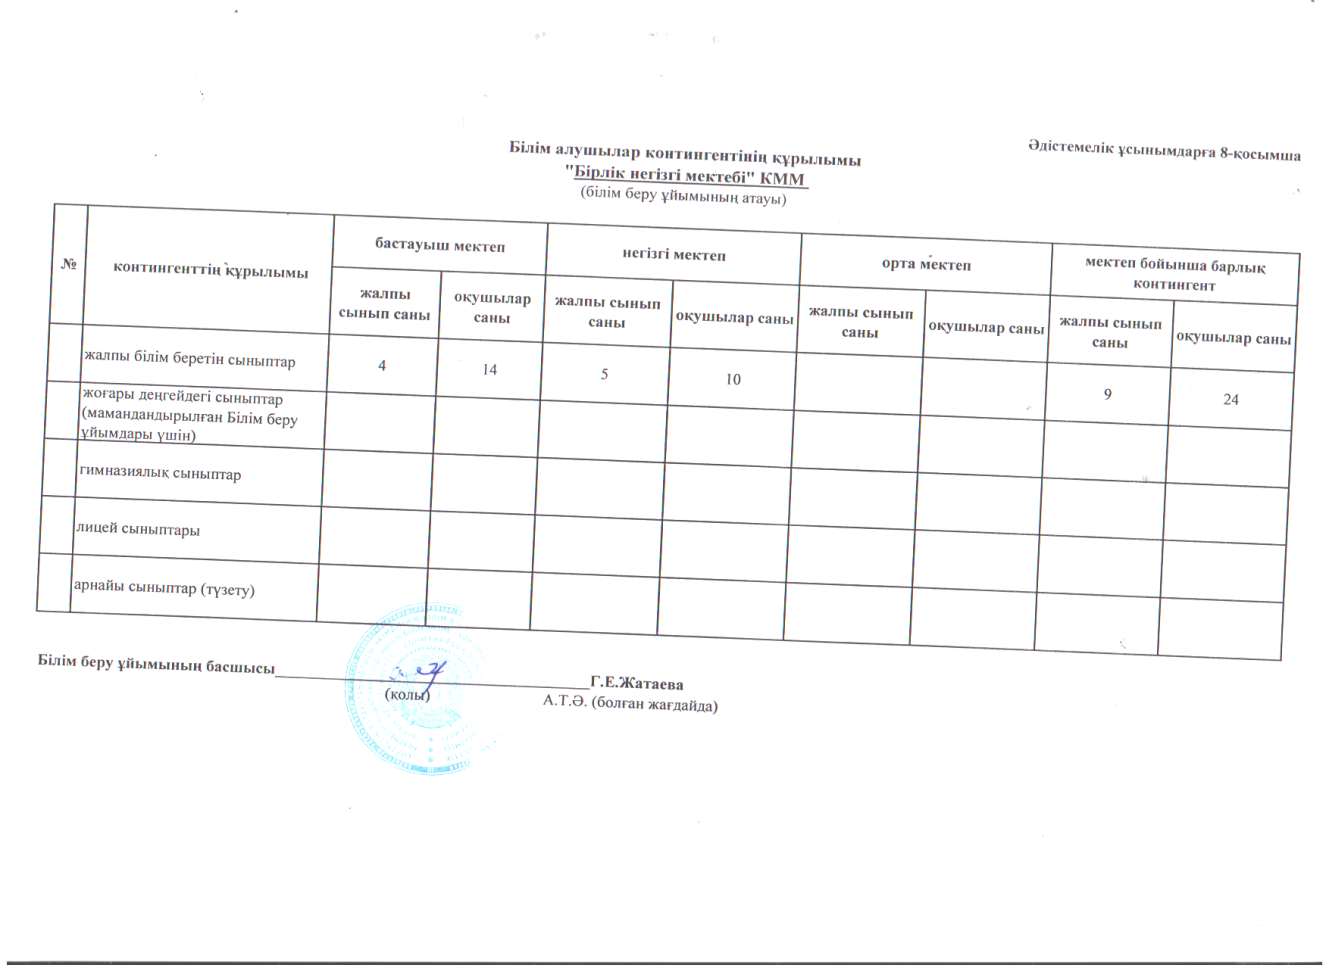 Әдістемелік ұсынымдарға 8-қосымша
Білім алушылар контингентінің құрылымы
"Бірлік негізгі мектебі" КММ
(білім беру ұйымының атауы)
№
контингенттің құрылымы
бастауыш мектеп
негізгі мектеп
орта мектеп
мектеп бойынша барлық
контингент
жалпы
сынып саны
оқушылар
саны
жалпы сынып
саны
оқушылар саны
жалпы сынып
саны
оқушылар саны
жалпы сынып
саны
оқушылар саны
жалпы білім беретін сыныптар 4 14 5 10 9 24
жоғары деңгейдегі сыныптар
(мамандандырылған Білім беру
ұйымдары үшін)
гимназиялық сыныптар
лицей сыныптары
арнайы сыныптар (түзету)
Білім беру ұйымының басшысы Г.Е.Жатаева
(қолы) А.Т.Ә. (болған жағдайда)